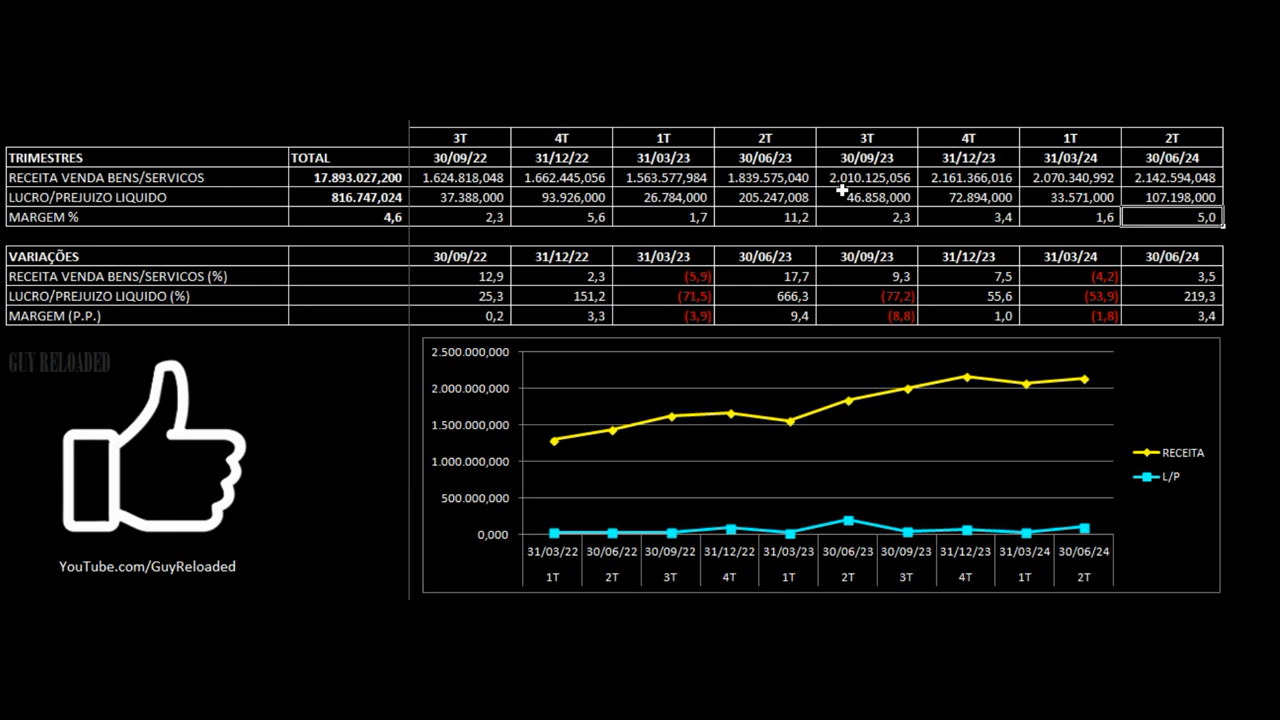 3T 4T 1T 2T 3T 4T 1T 2T
TRIMESTRES TOTAL 30/09/22 31/12/22 31/03/23 30/06/23 30/09/23 31/12/23 31/03/24 30/06/24
RECEITA VENDA BENS/SERVICOS 17.893.027,200 1.624.818,048 1.662.445,056 1.563.577,984 1.839.575,040 2.010.125,056 2.161.366,016 2.070.340,992 2.142.594,048
LUCRO/PREJUIZO LIQUIDO 816.747,024 37.388,000 93.926,000 26.784,000 205.247,008 46.858,000 72.894,000 33.571,000 107.198,000
MARGEM % 4,6 2,3 5,6 1,7 11,2 2,3 3,4 1,6 5,0
VARIAÇÕES 30/09/22 31/12/22 31/03/23 30/06/23 30/09/23 31/12/23 31/03/24 30/06/24
RECEITA VENDA BENS/SERVICOS (%) 12,9 2,3 (5,9) 17,7 9,3 7,5 (4,2) 3,5
LUCRO/PREJUIZO LIQUIDO (%) 25,3 151,2 (71,5) 666,3 (77,2) 55,6 (53,9) 219,3
MARGEM (P.P.) 0,2 3,3 (3,9) 9,4 (8,8) 1,0 (1,8) 3,4
GUY RELOADED
YouTube.com/GuyReloaded
2.500.000,000
2.000.000,000
1.500.000,000
1.000.000,000
500.000,000
0,000
31/03/22 30/06/22 30/09/22 31/12/22 31/03/23 30/06/23 30/09/23 31/12/23 31/03/24 30/06/24
1T 2T 3T 4T 1T 2T 3T 4T 1T 2T
RECEITA
L/P